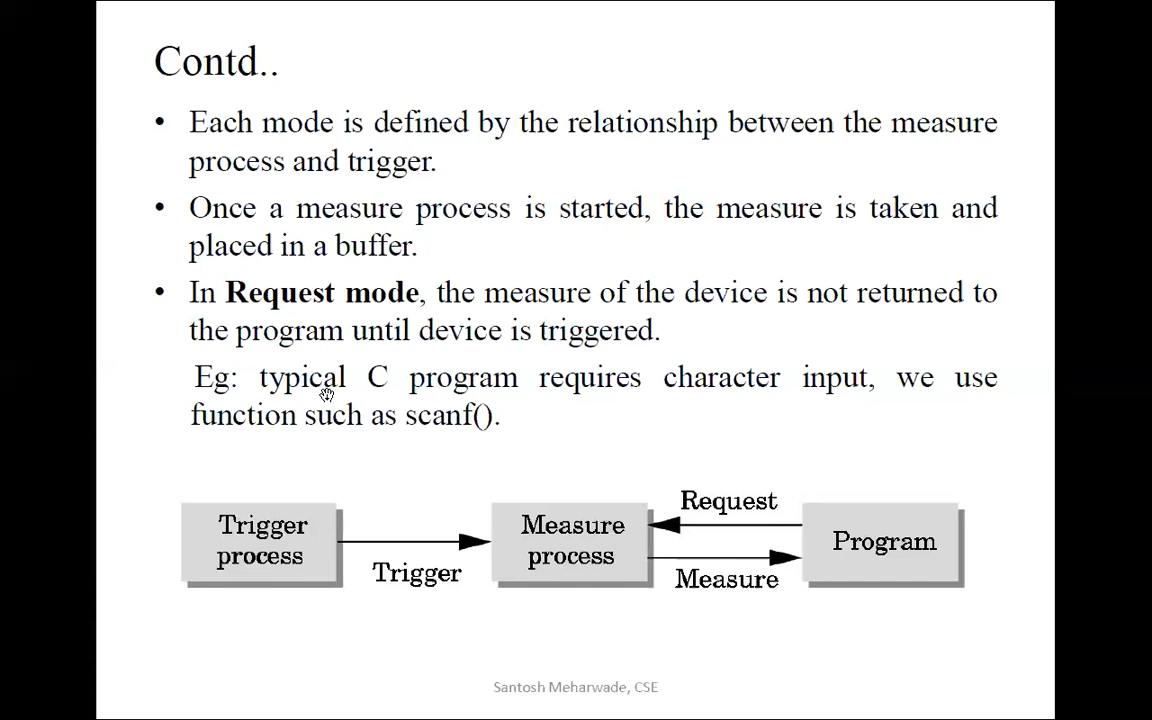 Contd..
• Each mode is defined by the relationship between the measure
process and trigger.
• Once a measure process is started, the measure is taken and
placed in a buffer.
• In Request mode, the measure of the device is not returned to
the program until device is triggered.
Eg: typical C program requires character input, we use
function such as scanf().
Trigger
process
Trigger
Measure
process
Request
Measure
Program
Santosh Meharwade, CSE